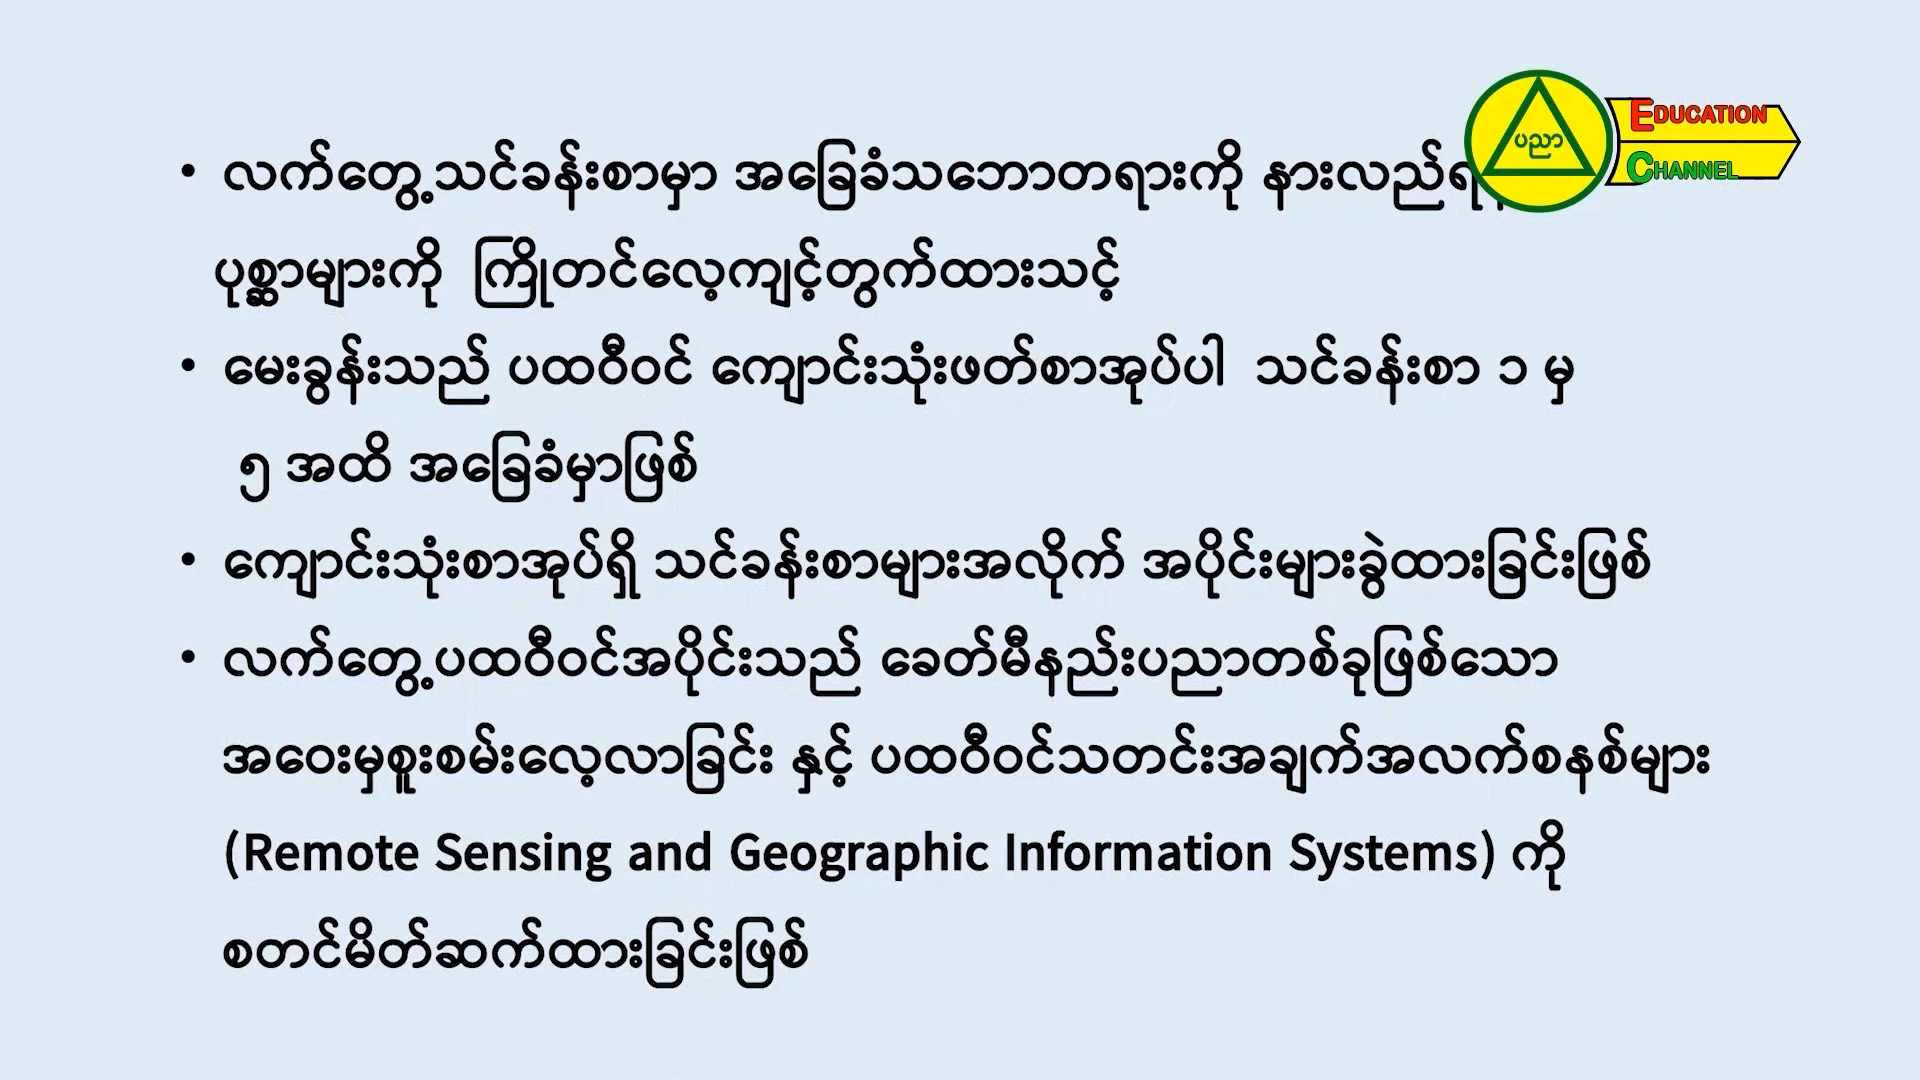 • လက်တွေ့သင်ခန်းစာမှာ အခြေခံသဘောတရားကို နားလည်
ပုစ္ဆာများကို ကြိုတင်လေ့ကျင့်တွက်ထားသင့်
• မေးခွန်းသည် ပထဝီဝင် ကျောင်းသုံးဖတ်စာအုပ်ပါ သင်ခန်းစာ ၁ မှ
၅ အထိ အခြေခံမှာဖြစ်
• ကျောင်းသုံးစာအုပ်ရှိ သင်ခန်းစာများအလိုက် အပိုင်းများခွဲထားခြင်းဖြစ်
• လက်တွေ့ပထဝီဝင်အပိုင်းသည် ခေတ်မီနည်းပညာတစ်ခုဖြစ်သော
အဝေးမှစူးစမ်းလေ့လာခြင်း နှင့် ပထဝီဝင်သတင်းအချက်အလက်စနစ်များ
(Remote Sensing and Geographic Information Systems) ကို
စတင်မိတ်ဆက်ထားခြင်းဖြစ်
ပညာ
EDUCATION
CHANNEL